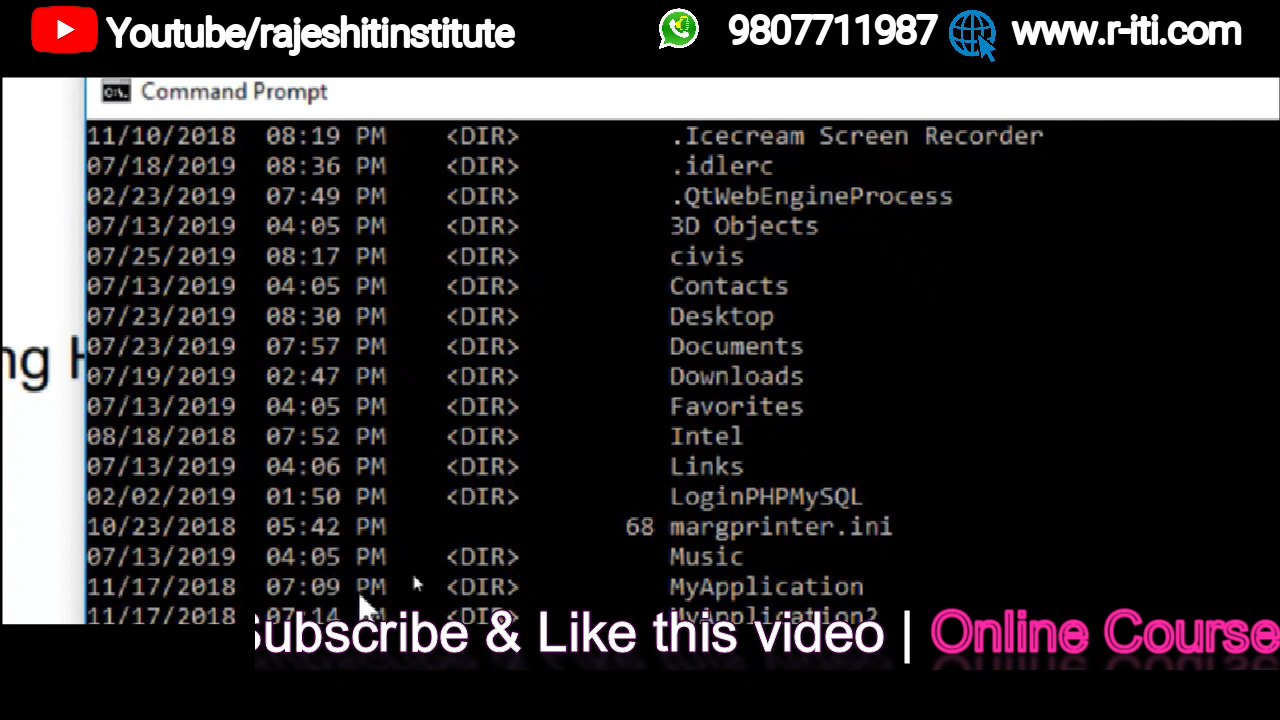 Youtube/rajeshitinstitute 9807711987 www.r-iti.com
Command Prompt
11/10/2018 08:19 PM <DIR> .Icecream Screen Recorder
07/18/2019 08:36 PM <DIR> .idlerc
02/23/2019 07:49 PM <DIR> .QtWebEngineProcess
07/13/2019 04:05 PM <DIR> 3D Objects
07/25/2019 08:17 PM <DIR> civis
07/13/2019 04:05 PM <DIR> Contacts
07/23/2019 08:30 PM <DIR> Desktop
ng H
07/23/2019 07:57 PM <DIR> Documents
07/19/2019 02:47 PM <DIR> Downloads
07/13/2019 04:05 PM <DIR> Favorites
08/18/2018 07:52 PM <DIR> Intel
07/13/2019 04:06 PM <DIR> Links
02/02/2019 01:50 PM <DIR> LoginPHPMySQL
10/23/2018 05:42 PM 68 margprinter.ini
07/13/2019 04:05 PM <DIR> Music
11/17/2018 07:09 PM <DIR> MyApplication
11/17/2018 07:14 PM <DIR> MyApplication2
Subscribe & Like this video | Online Course